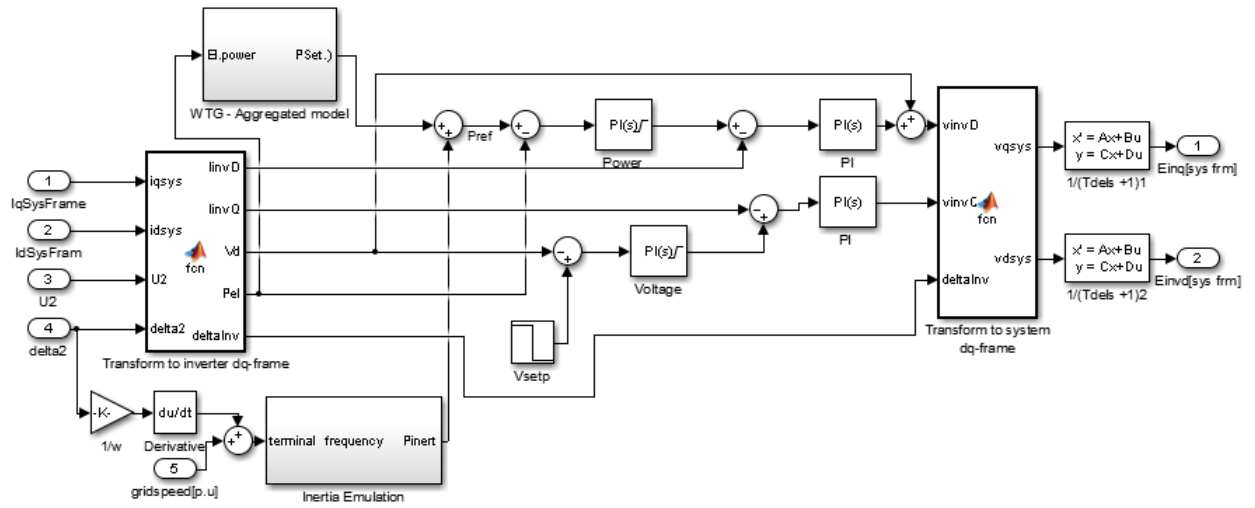 El.power
PSet.)
WTG - Aggregated model
Pref
PI(s)
Power
PI(s)
PI
vinvD
vqsys
x' = Ax+Bu
y = Cx+Du
1/(Tdels +1)1
1
Einq[sys frm]
1
IqSysFrame
iqsys
IinvD
2
IdSysFram
idsys
IinvQ
fcn
3
U2
U2
Vd
Pel
4
delta2
delta2
deltaInv
Transform to inverter dq-frame
PI(s)
Voltage
PI(s)
PI
vinvQ
fcn
vdsys
deltaInv
Transform to system
dq-frame
x' = Ax+Bu
y = Cx+Du
1/(Tdels +1)2
2
Einvd[sys frm]
Vsetp
-K-
1/w
du/dt
Derivative
5
gridspeed[p.u]
terminal frequency
Pinert
Inertia Emulation